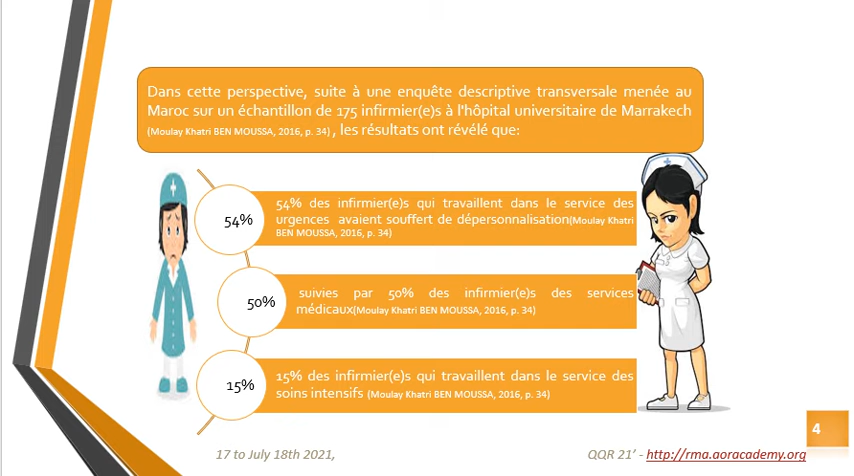 Dans cette perspective, suite à une enquête descriptive transversale menée au
Maroc sur un échantillon de 175 infirmier(e)s à l'hôpital universitaire de Marrakech
(Moulay Khatri BEN MOUSSA, 2016, p. 34) , les résultats ont révélé que:
54%
54% des infirmier(e)s qui travaillent dans le service des
urgences avaient souffert de dépersonnalisation(Moulay Khatri
BEN MOUSSA, 2016, p. 34)
50%
suivies par 50% des infirmier(e)s des services
médicaux(Moulay Khatri BEN MOUSSA, 2016, p. 34)
15%
15% des infirmier(e)s qui travaillent dans le service des
soins intensifs (Moulay Khatri BEN MOUSSA, 2016, p. 34)
4
17 to July 18th 2021,
QQR 21’ - http://rma.aoracademy.org